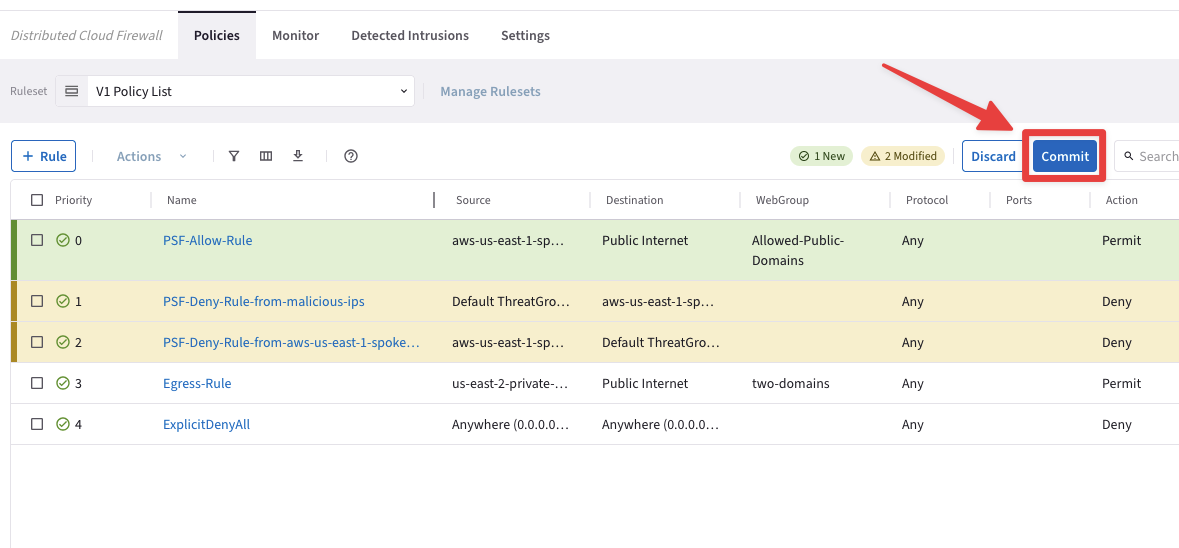 Distributed Cloud Firewall Policies Monitor Detected Intrusions Settings
Ruleset V1 Policy List Manage Rulesets
+ Rule Actions 1 New 2 Modified Discard Commit Search
Priority Name Source Destination WebGroup Protocol Ports Action
0 PSF-Allow-Rule aws-us-east-1-sp… Public Internet Allowed-Public- Any Permit
Domains
1 PSF-Deny-Rule-from-malicious-ips Default ThreatGro… aws-us-east-1-sp… Any Deny
2 PSF-Deny-Rule-from-aws-us-east-1-spoke… aws-us-east-1-sp… Default ThreatGro… Any Deny
3 Egress-Rule us-east-2-private-… Public Internet two-domains Any Permit
4 ExplicitDenyAll Anywhere (0.0.0.0… Anywhere (0.0.0.0… Any Deny